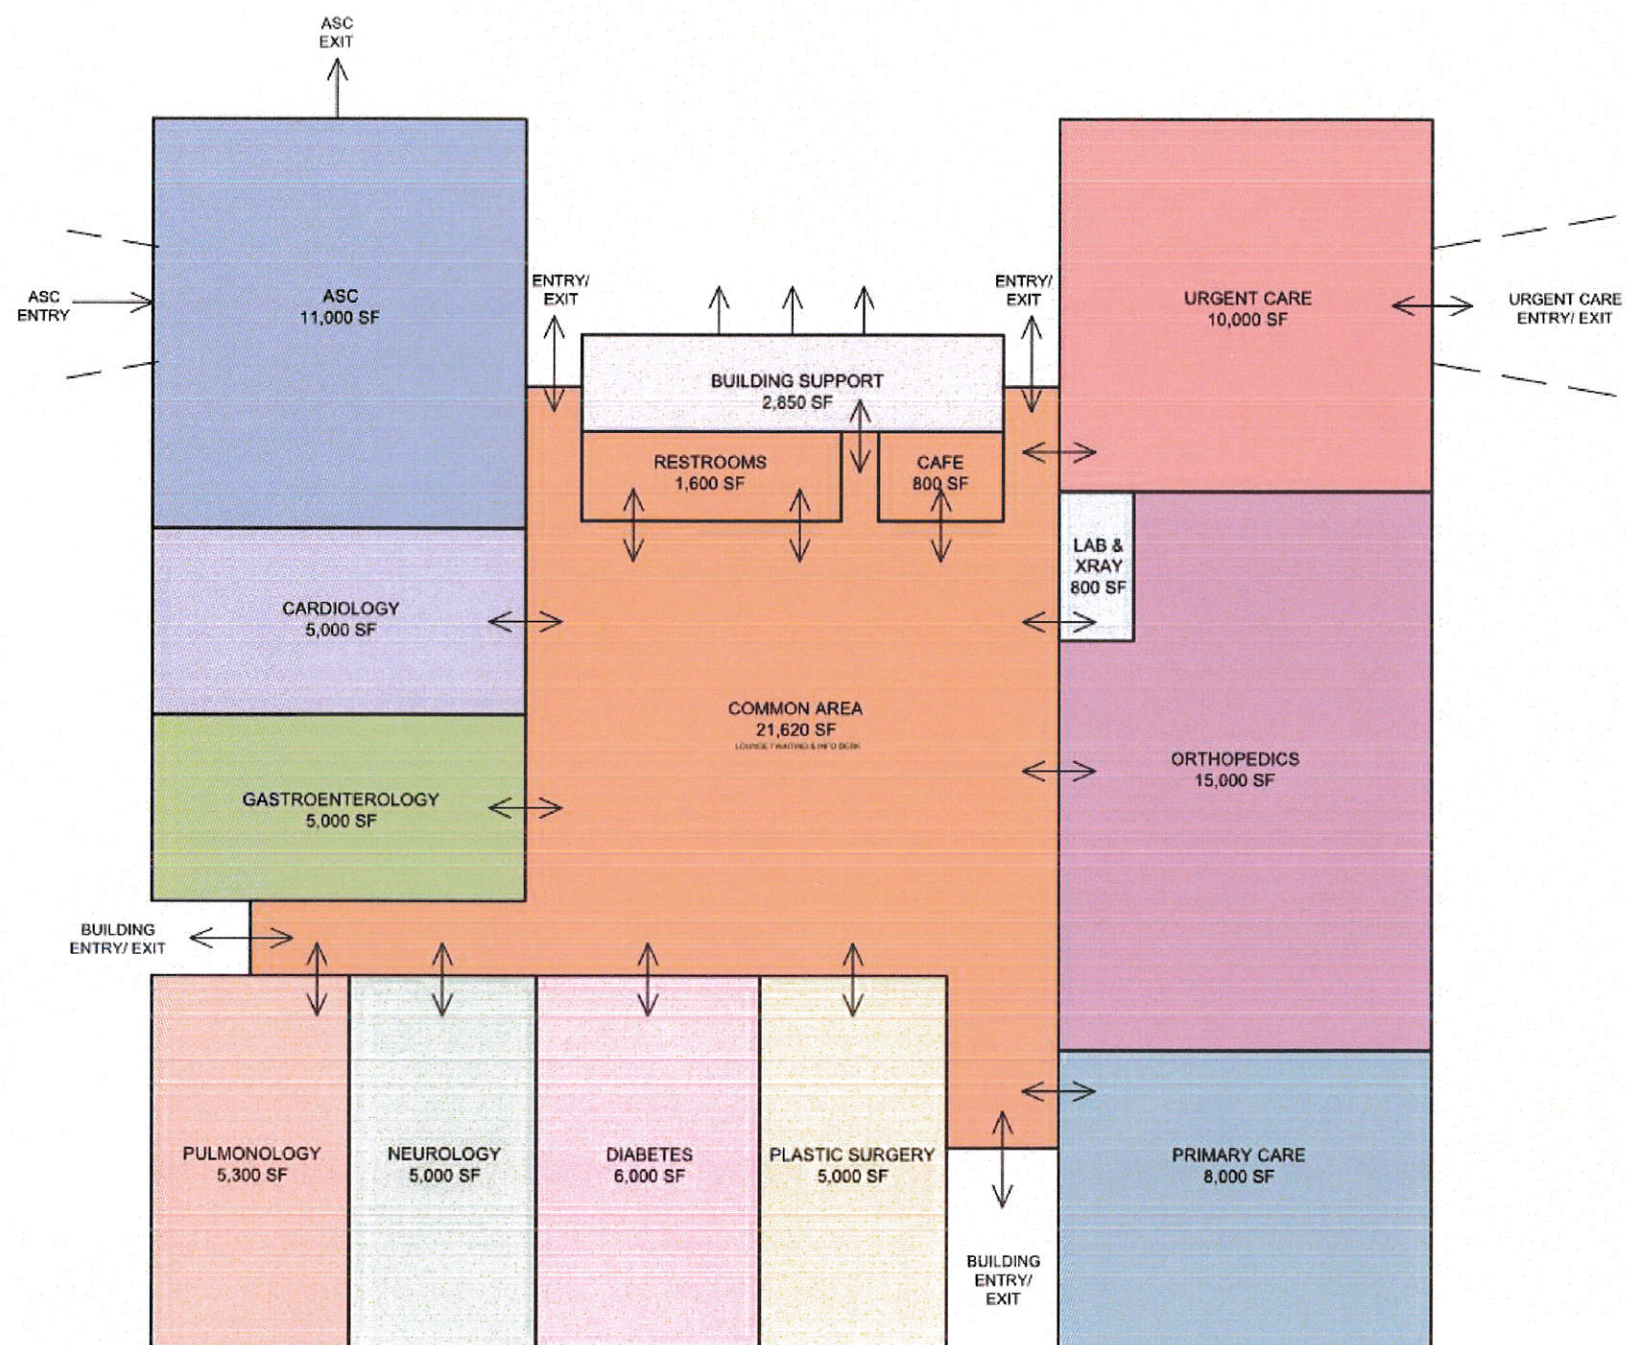 ASC
EXIT
ENTRY/
EXIT
ENTRY/
EXIT
ASC
ENTRY
ASC
11,000 SF
URGENT CARE
10,000 SF
URGENT CARE
ENTRY/ EXIT
BUILDING SUPPORT
2,850 SF
RESTROOMS
1,600 SF
CAFE
800 SF
LAB &
XRAY
800 SF
CARDIOLOGY
5,000 SF
COMMON AREA
21,620 SF
LOUNGE / WAITING & INFO DESK
ORTHOPEDICS
15,000 SF
GASTROENTEROLOGY
5,000 SF
BUILDING
ENTRY/ EXIT
PULMONOLOGY
5,300 SF
NEUROLOGY
5,000 SF
DIABETES
6,000 SF
PLASTIC SURGERY
5,000 SF
PRIMARY CARE
8,000 SF
BUILDING
ENTRY/
EXIT